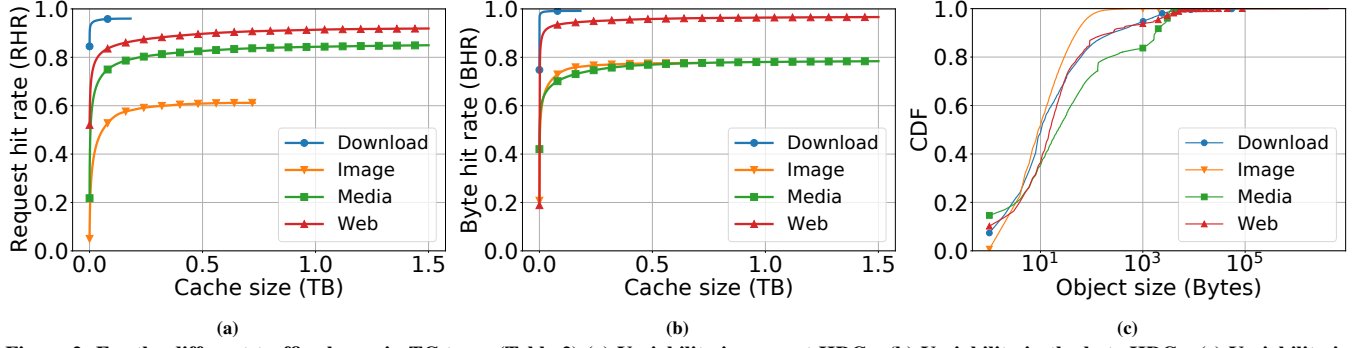 Request hit rate (RHR)
1.0
0.8
0.6
0.4
0.2
0.0
Download
Image
Media
Web
0.0 0.5 1.0 1.5
Cache size (TB)
(a)
Byte hit rate (BHR)
1.0
0.8
0.6
0.4
0.2
0.0
Download
Image
Media
Web
0.0 0.5 1.0 1.5
Cache size (TB)
(b)
CDF
1.0
0.8
0.6
0.4
0.2
0.0
Download
Image
Media
Web
10¹ 10³ 10⁵
Object size (Bytes)
(c)